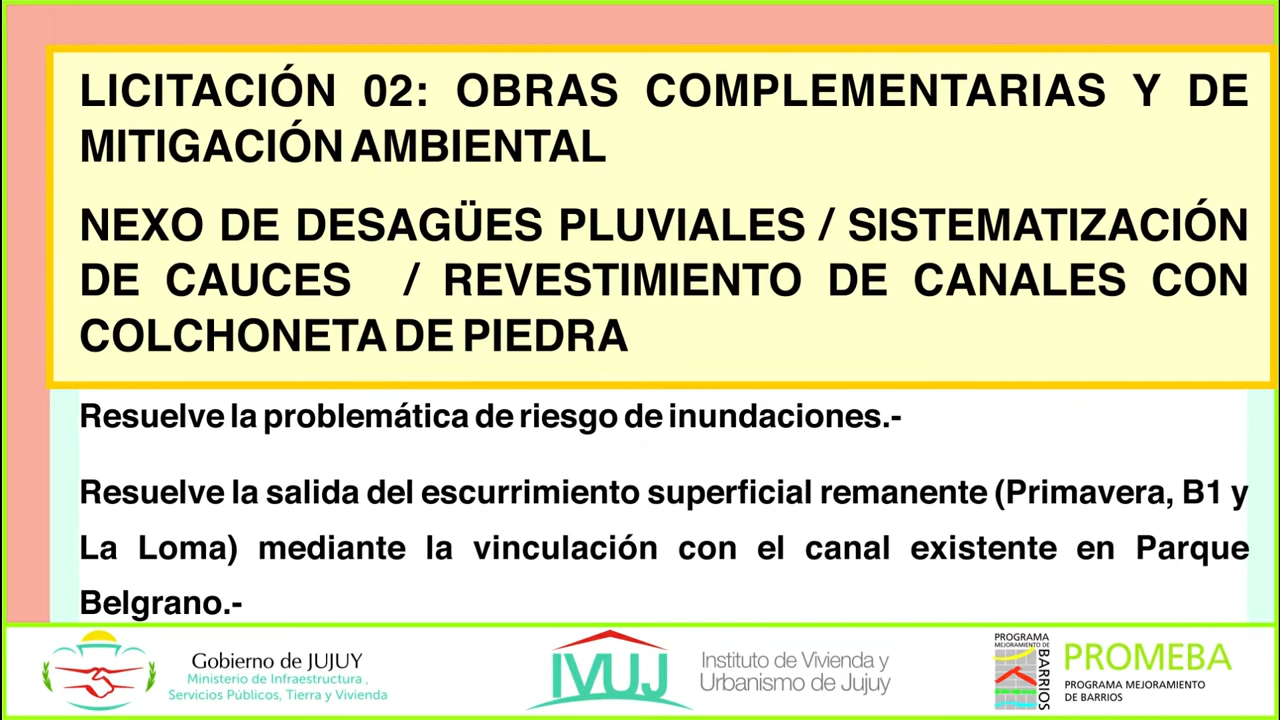 LICITACIÓN 02: OBRAS COMPLEMENTARIAS Y DE
MITIGACIÓN AMBIENTAL
NEXO DE DESAGÜES PLUVIALES / SISTEMATIZACIÓN
DE CAUCES / REVESTIMIENTO DE CANALES CON
COLCHONETA DE PIEDRA
Resuelve la problemática de riesgo de inundaciones.-
Resuelve la salida del escurrimiento superficial remanente (Primavera, B1 y
La Loma) mediante la vinculación con el canal existente en Parque
Belgrano.-
Gobierno de JUJUY
Ministerio de Infraestructura,
Servicios Públicos, Tierra y Vivienda
IVUJ
Instituto de Vivienda y
Urbanismo de Jujuy
PROGRAMA
MEJORAMIENTO DE
BARRIOS
PROMEBA
PROGRAMA MEJORAMIENTO
DE BARRIOS